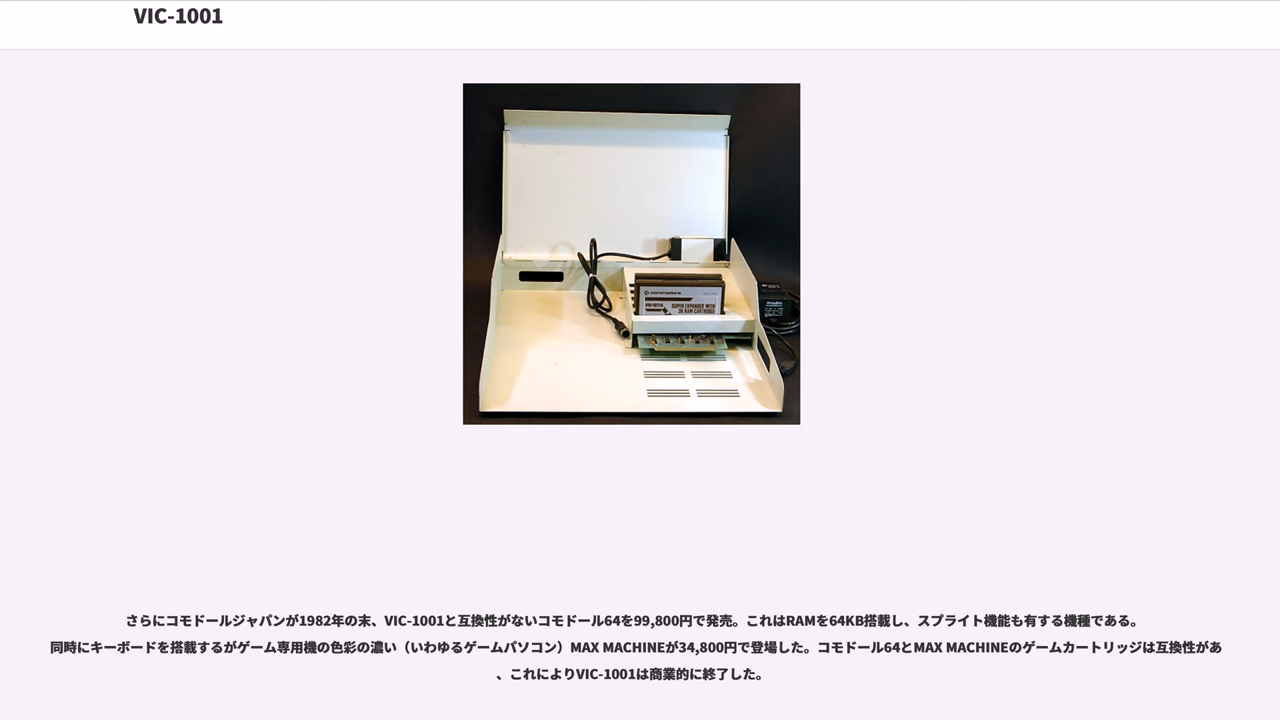 VIC-1001
commodore
SUPER EXPANDER WITH
3K RAM CARTRIDGE
さらにコモドールジャパンが1982年の末、VIC-1001と互換性がないコモドール64を99,800円で発売。これはRAMを64KB搭載し、スプライト機能も有する機種である。
同時にキーボードを搭載するがゲーム専用機の色彩の濃い（いわゆるゲームパソコン）MAX MACHINEが34,800円で登場した。コモドール64とMAX MACHINEのゲームカートリッジは互換性があ
、これによりVIC-1001は商業的に終了した。